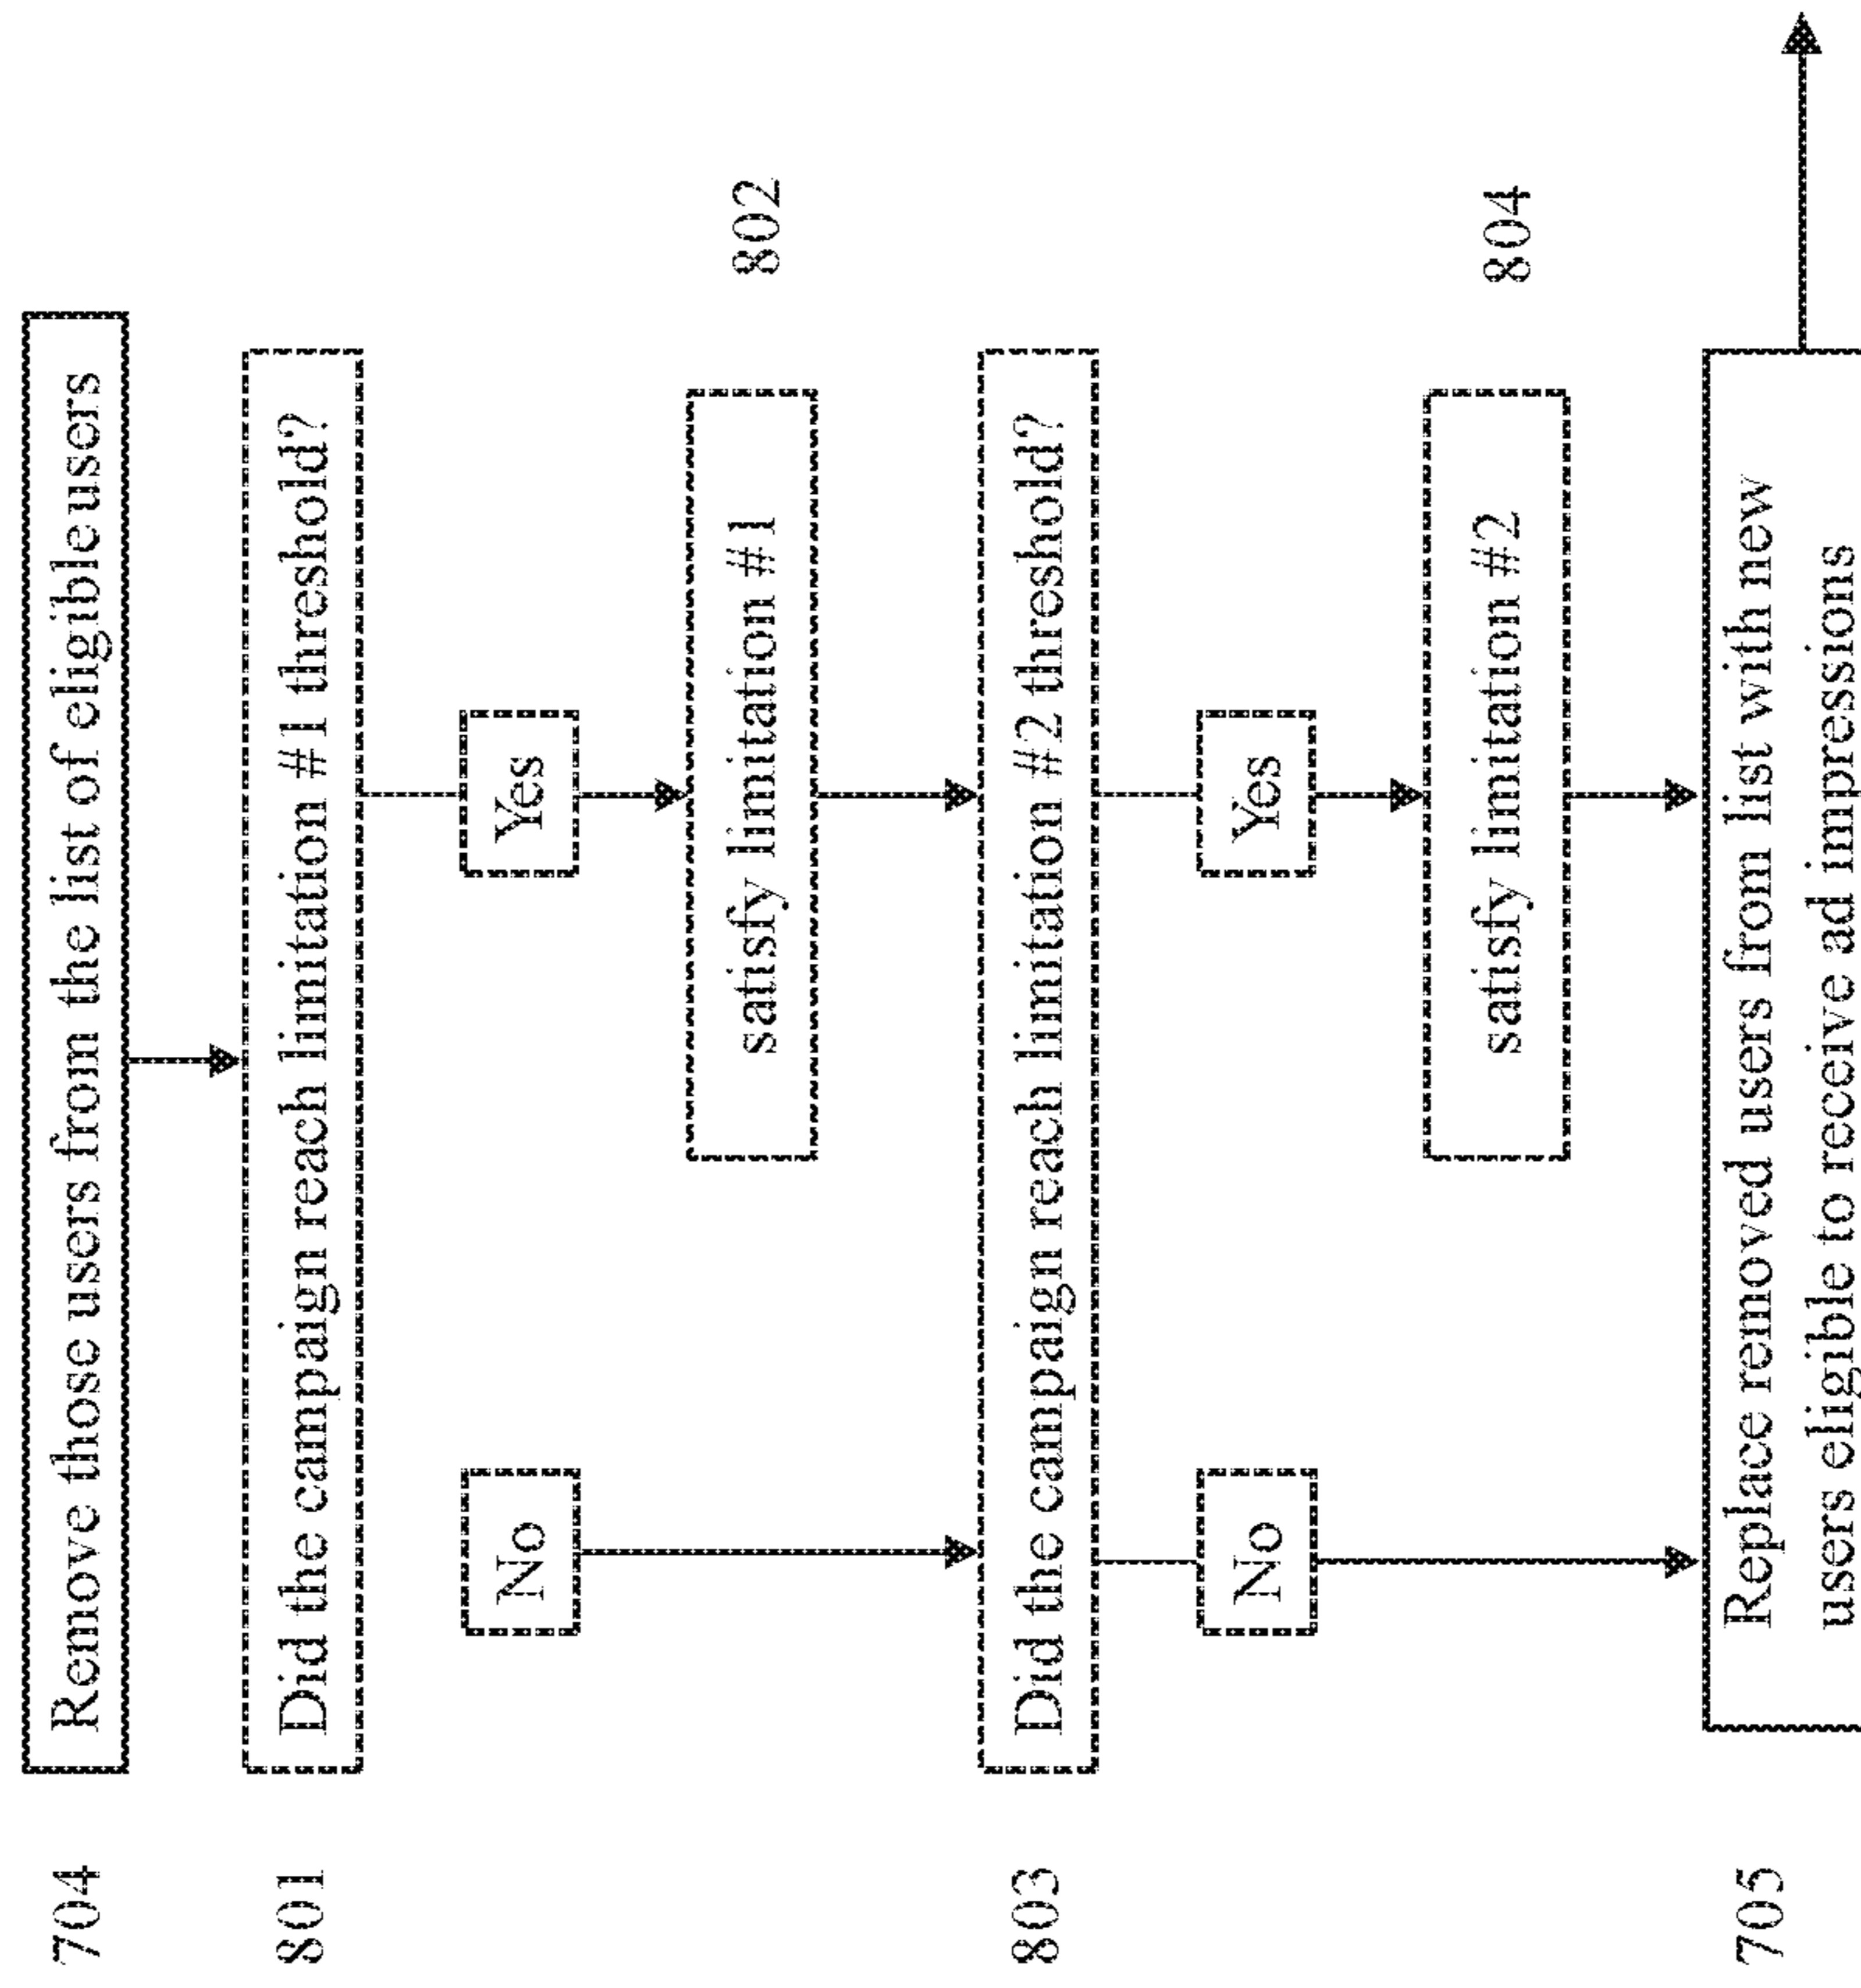 704
Remove those users from the list of eligible users
801
Did the campaign reach limitation #1 threshold?
No
Yes
satisfy limitation #1
802
803
Did the campaign reach limitation #2 threshold?
No
Yes
satisfy limitation #2
804
705
Replace removed users from list with new
users eligible to receive ad impressions